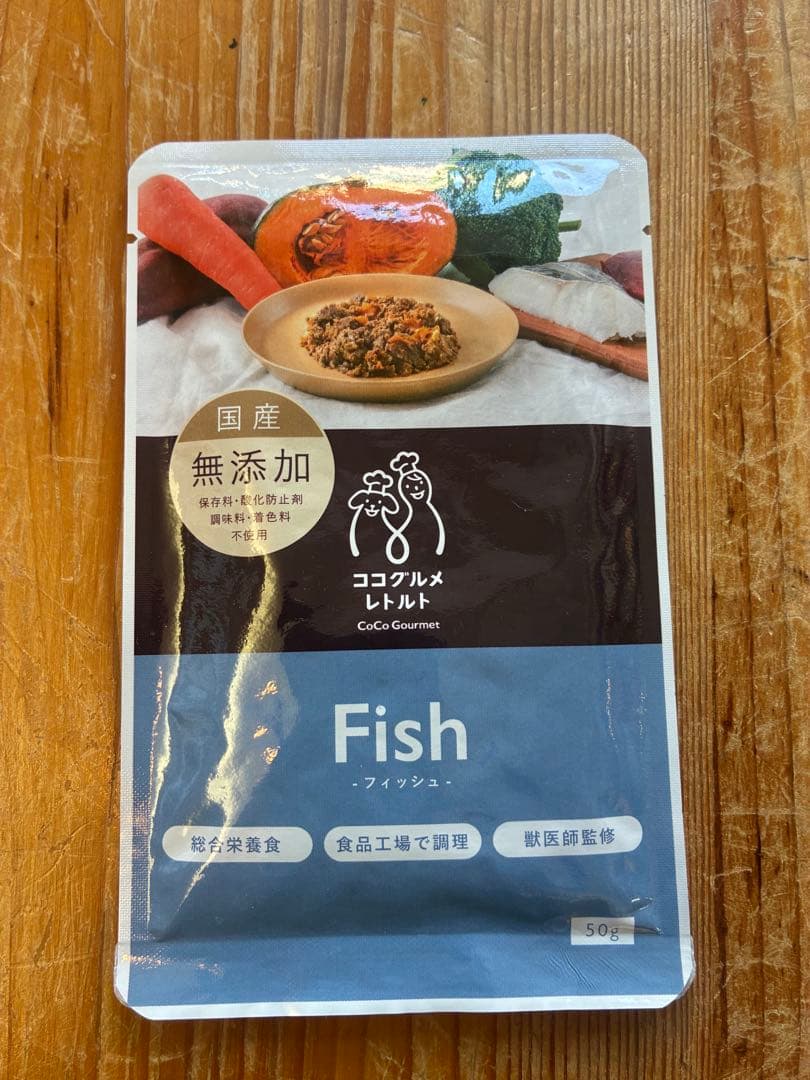 国産
無添加
保存料・酸化防止剤
調味料・着色料
不使用
ココグルメ
レトルト
CoCo Gourmet
Fish
-フィッシュ-
総合栄養食
食品工場で調理
獣医師監修
50g